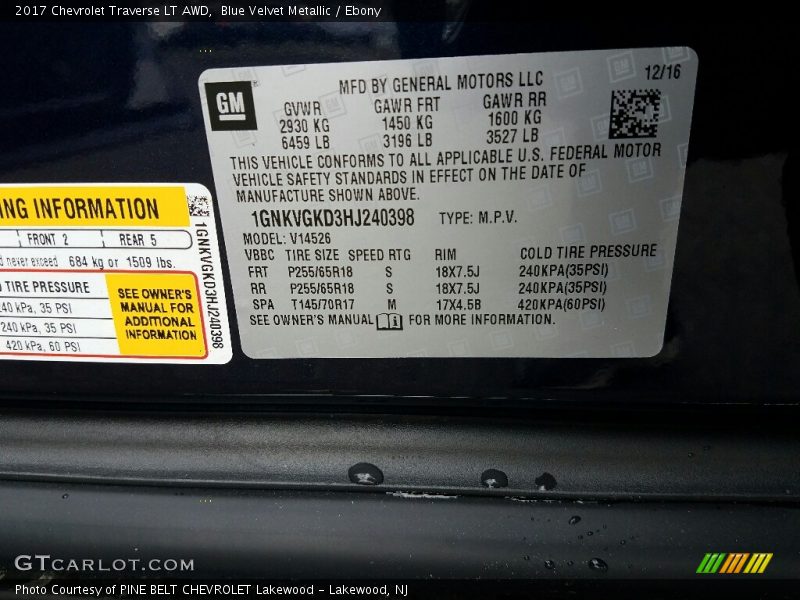 2017 Chevrolet Traverse LT AWD,  Blue Velvet Metallic / Ebony
GM
MFD BY GENERAL MOTORS LLC
12/16
GVWR GAWR FRT GAWR RR
2930 KG 1450 KG 1600 KG
6459 LB 3196 LB 3527 LB
THIS VEHICLE CONFORMS TO ALL APPLICABLE U.S. FEDERAL MOTOR
VEHICLE SAFETY STANDARDS IN EFFECT ON THE DATE OF
MANUFACTURE SHOWN ABOVE.
1GNKVGKD3HJ240398 TYPE: M.P.V.
MODEL: V14526
VBBC TIRE SIZE SPEED RTG RIM COLD TIRE PRESSURE
FRT P255/65R18 S 18X7.5J 240KPA(35PSI)
RR P255/65R18 S 18X7.5J 240KPA(35PSI)
SPA T145/70R17 M 17X4.5B 420KPA(60PSI)
SEE OWNER'S MANUAL FOR MORE INFORMATION.
NG INFORMATION
FRONT 2 REAR 5
never exceed 684 kg or 1509 lbs.
TIRE PRESSURE
240 kPa, 35 PSI
240 kPa, 35 PSI
420 kPa, 60 PSI
SEE OWNER'S
MANUAL FOR
ADDITIONAL
INFORMATION
1GNKVGKD3HJ240398
GTCARLOT.COM
Photo Courtesy of PINE BELT CHEVROLET Lakewood - Lakewood, NJ